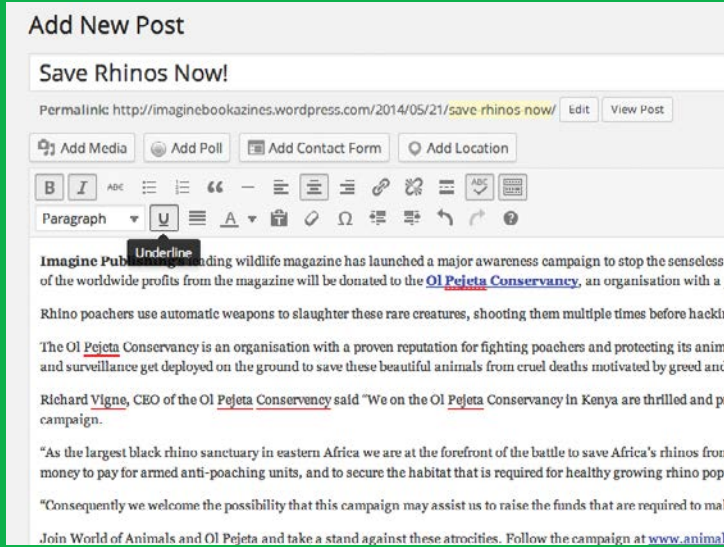 Add New Post
Save Rhinos Now!
Permalink: http://imaginebookazines.wordpress.com/2014/05/21/save-rhinos-now/ Edit View Post
Add Media Add Poll Add Contact Form Add Location
B I ABC “ — ABC
Paragraph U A Ω ?
Underline
Imagine Publishing's leading wildlife magazine has launched a major awareness campaign to stop the senseless
of the worldwide profits from the magazine will be donated to the Ol Pejeta Conservancy, an organisation with a
Rhino poachers use automatic weapons to slaughter these rare creatures, shooting them multiple times before hackin
The Ol Pejeta Conservancy is an organisation with a proven reputation for fighting poachers and protecting its anim
and surveillance get deployed on the ground to save these beautiful animals from cruel deaths motivated by greed and
Richard Vigne, CEO of the Ol Pejeta Conservency said "We on the Ol Pejeta Conservancy in Kenya are thrilled and p
campaign.
“As the largest black rhino sanctuary in eastern Africa we are at the forefront of the battle to save Africa's rhinos fron
money to pay for armed anti-poaching units, and to secure the habitat that is required for healthy growing rhino pop
“Consequently we welcome the possibility that this campaign may assist us to raise the funds that are required to mal
Join World of Animals and Ol Pejeta and take a stand against these atrocities. Follow the campaign at www.animal